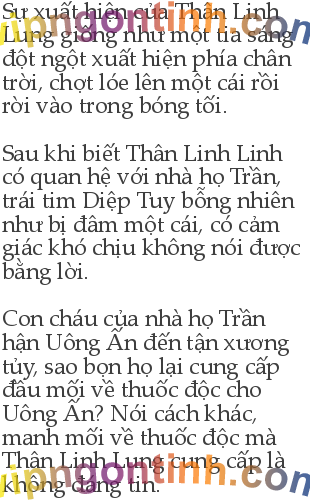 Sự xuất hiện của Thân Linh
Lung giống như một tia sáng
đột ngột xuất hiện phía chân
trời, chợt lóe lên một cái rồi
rời vào trong bóng tối.
Sau khi biết Thân Linh Linh
có quan hệ với nhà họ Trần,
trái tim Diệp Tuy bỗng nhiên
như bị đâm một cái, có cảm
giác khó chịu không nói được
bằng lời.
Con cháu của nhà họ Trần
hận Uông Ấn đến tận xương
tủy, sao bọn họ lại cung cấp
đầu mối về thuốc độc cho
Uông Ấn? Nói cách khác,
manh mối về thuốc độc mà
Thân Linh Lung cung cấp là
không đáng tin.
vipngontinh.com
vipngontinh.com